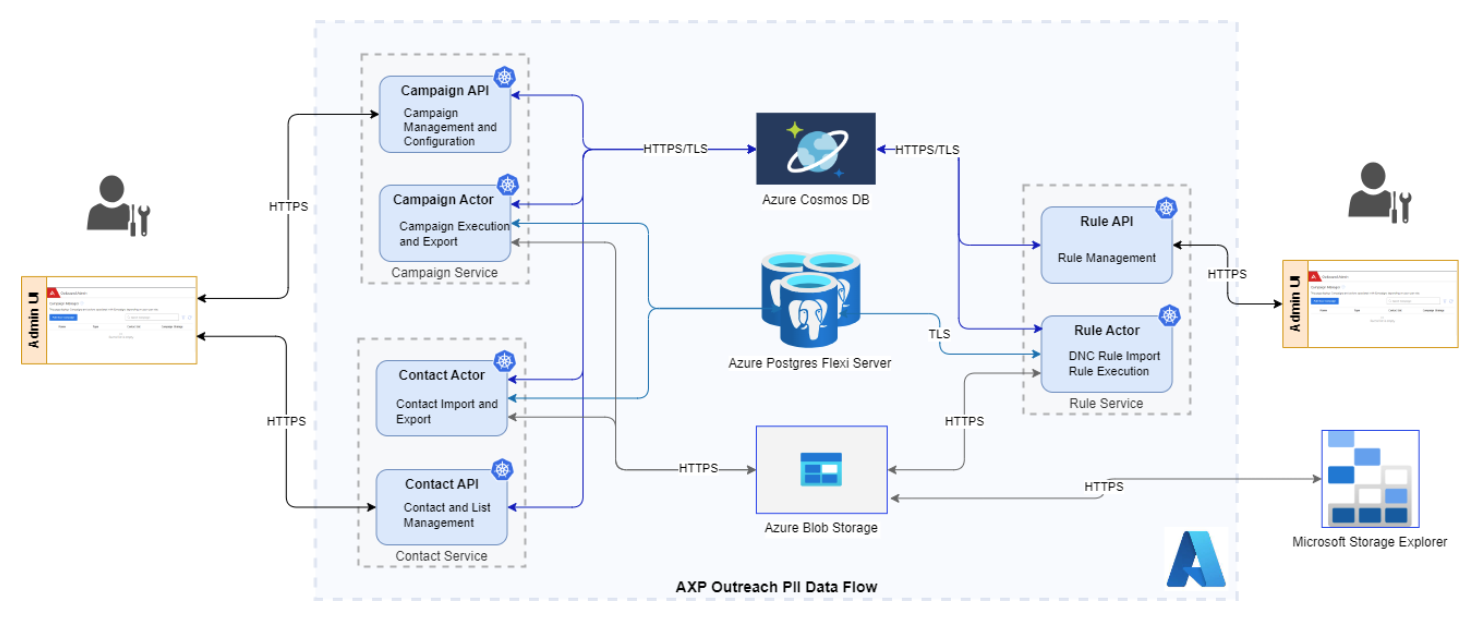 Campaign API
Campaign
Management and
Configuration
Campaign Actor
Campaign Execution
and Export
Campaign Service
HTTPS
Admin UI
HTTPS
Contact Actor
Contact Import and
Export
Contact API
Contact and List
Management
Contact Service
HTTPS/TLS
Azure Cosmos DB
HTTPS/TLS
Azure Postgres Flexi Server
TLS
HTTPS
Azure Blob Storage
HTTPS
HTTPS
Rule API
Rule Management
Rule Actor
DNC Rule Import
Rule Execution
Rule Service
HTTPS
Admin UI
Microsoft Storage Explorer
AXP Outreach PII Data Flow